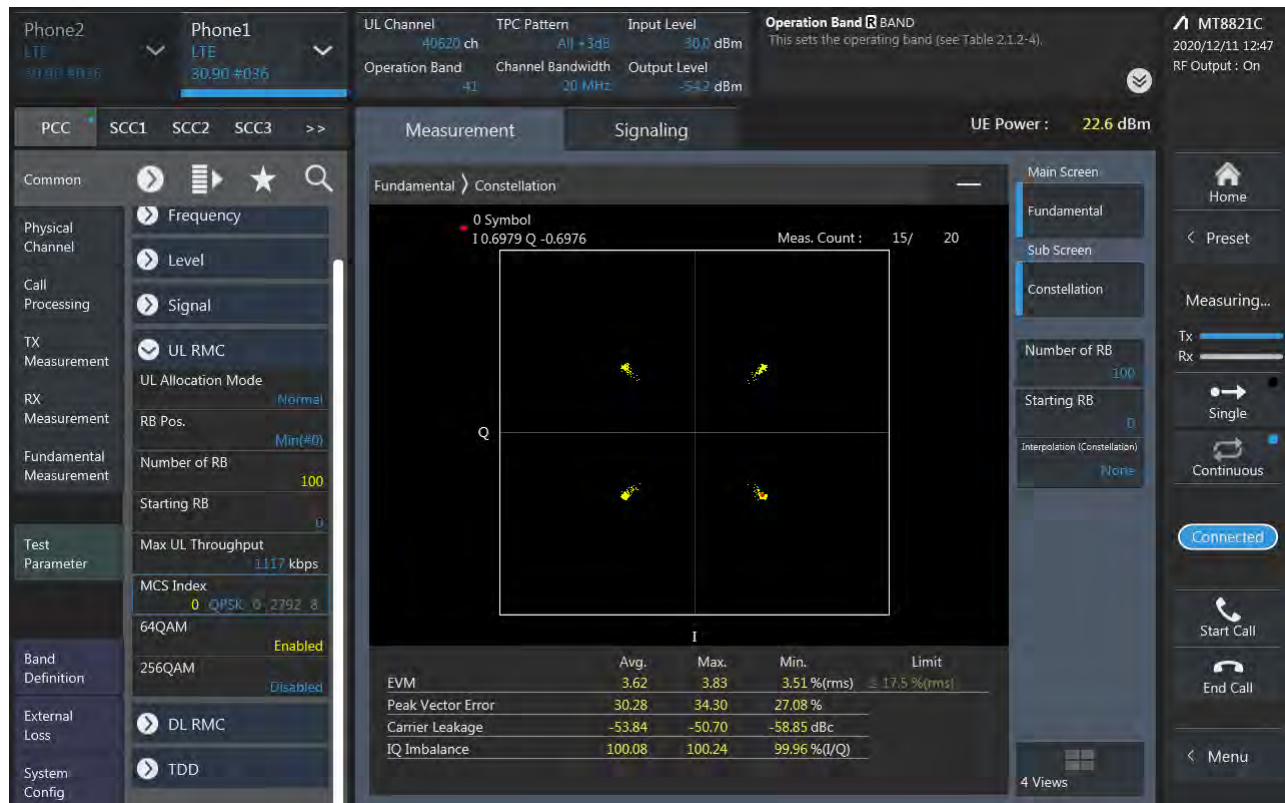 Phone2
LTE
30.90 #036
Phone1
LTE
30.90 #036
UL Channel
40620 ch
TPC Pattern
All +3dB
Input Level
30.0 dBm
Operation Band
41
Channel Bandwidth
20 MHz
Output Level
-54.2 dBm
Operation Band R BAND
This sets the operating band (see Table 2.1.2-4).
MT8821C
2020/12/11 12:47
RF Output : On
PCC SCC1 SCC2 SCC3 >>
Measurement
Signaling
UE Power : 22.6 dBm
Common
Physical
Channel
Call
Processing
TX
Measurement
RX
Measurement
Fundamental
Measurement
Test
Parameter
Band
Definition
External
Loss
System
Config
Frequency
Level
Signal
UL RMC
UL Allocation Mode
Normal
RB Pos.
Min(#0)
Number of RB
100
Starting RB
0
Max UL Throughput
1117 kbps
MCS Index
0 QPSK 0 2792 8
64QAM
Enabled
256QAM
Disabled
DL RMC
TDD
Fundamental > Constellation
0 Symbol
I 0.6979 Q -0.6976
Meas. Count : 15/ 20
Q
I
Avg. Max. Min. Limit
EVM 3.62 3.83 3.51 %(rms) ≦ 17.5 %(rms)
Peak Vector Error 30.28 34.30 27.08 %
Carrier Leakage -53.84 -50.70 -58.85 dBc
IQ Imbalance 100.08 100.24 99.96 %(I/Q)
Main Screen
Fundamental
Sub Screen
Constellation
Number of RB
100
Starting RB
0
Interpolation (Constellation)
None
4 Views
Home
< Preset
Measuring...
Tx
Rx
Single
Continuous
Connected
Start Call
End Call
< Menu